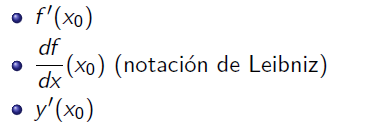 • f′(x₀)
• df/dx (x₀) (notación de Leibniz)
• y′(x₀)